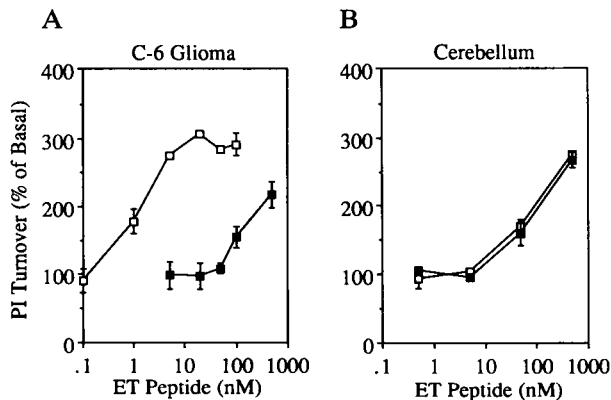 A
B
C-6 Glioma
Cerebellum
PI Turnover (% of Basal)
400
300
200
100
0
.1 1 10 100 1000
ET Peptide (nM)
400
300
200
100
0
.1 1 10 100 1000
ET Peptide (nM)